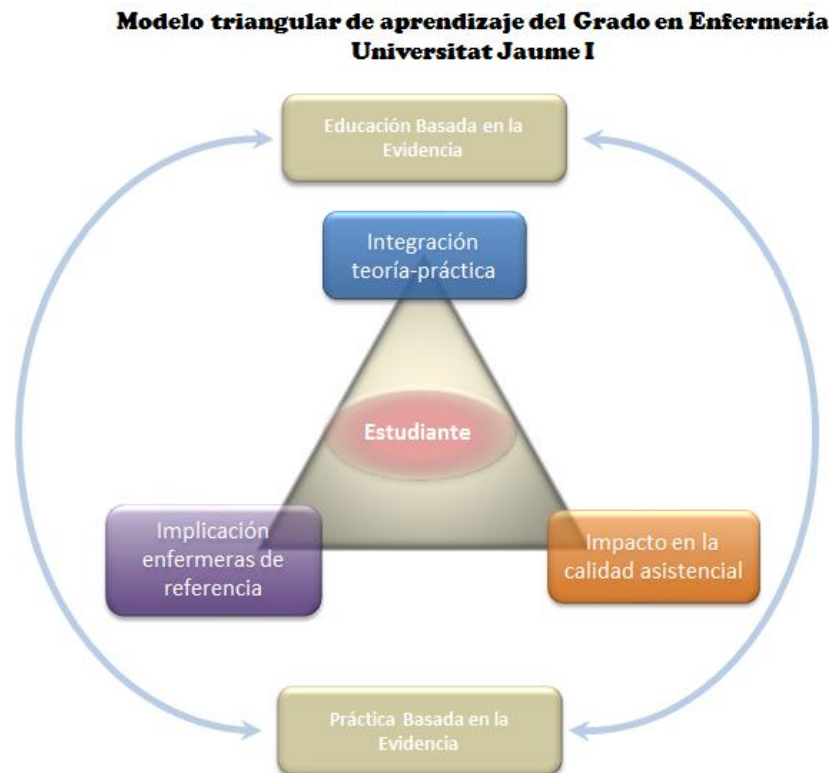 Modelo triangular de aprendizaje del Grado en Enfermería
Universitat Jaume I
Educación Basada en la
Evidencia
Integración
teoría-práctica
Estudiante
Implicación
enfermeras de
referencia
Impacto en la
calidad asistencial
Práctica Basada en la
Evidencia